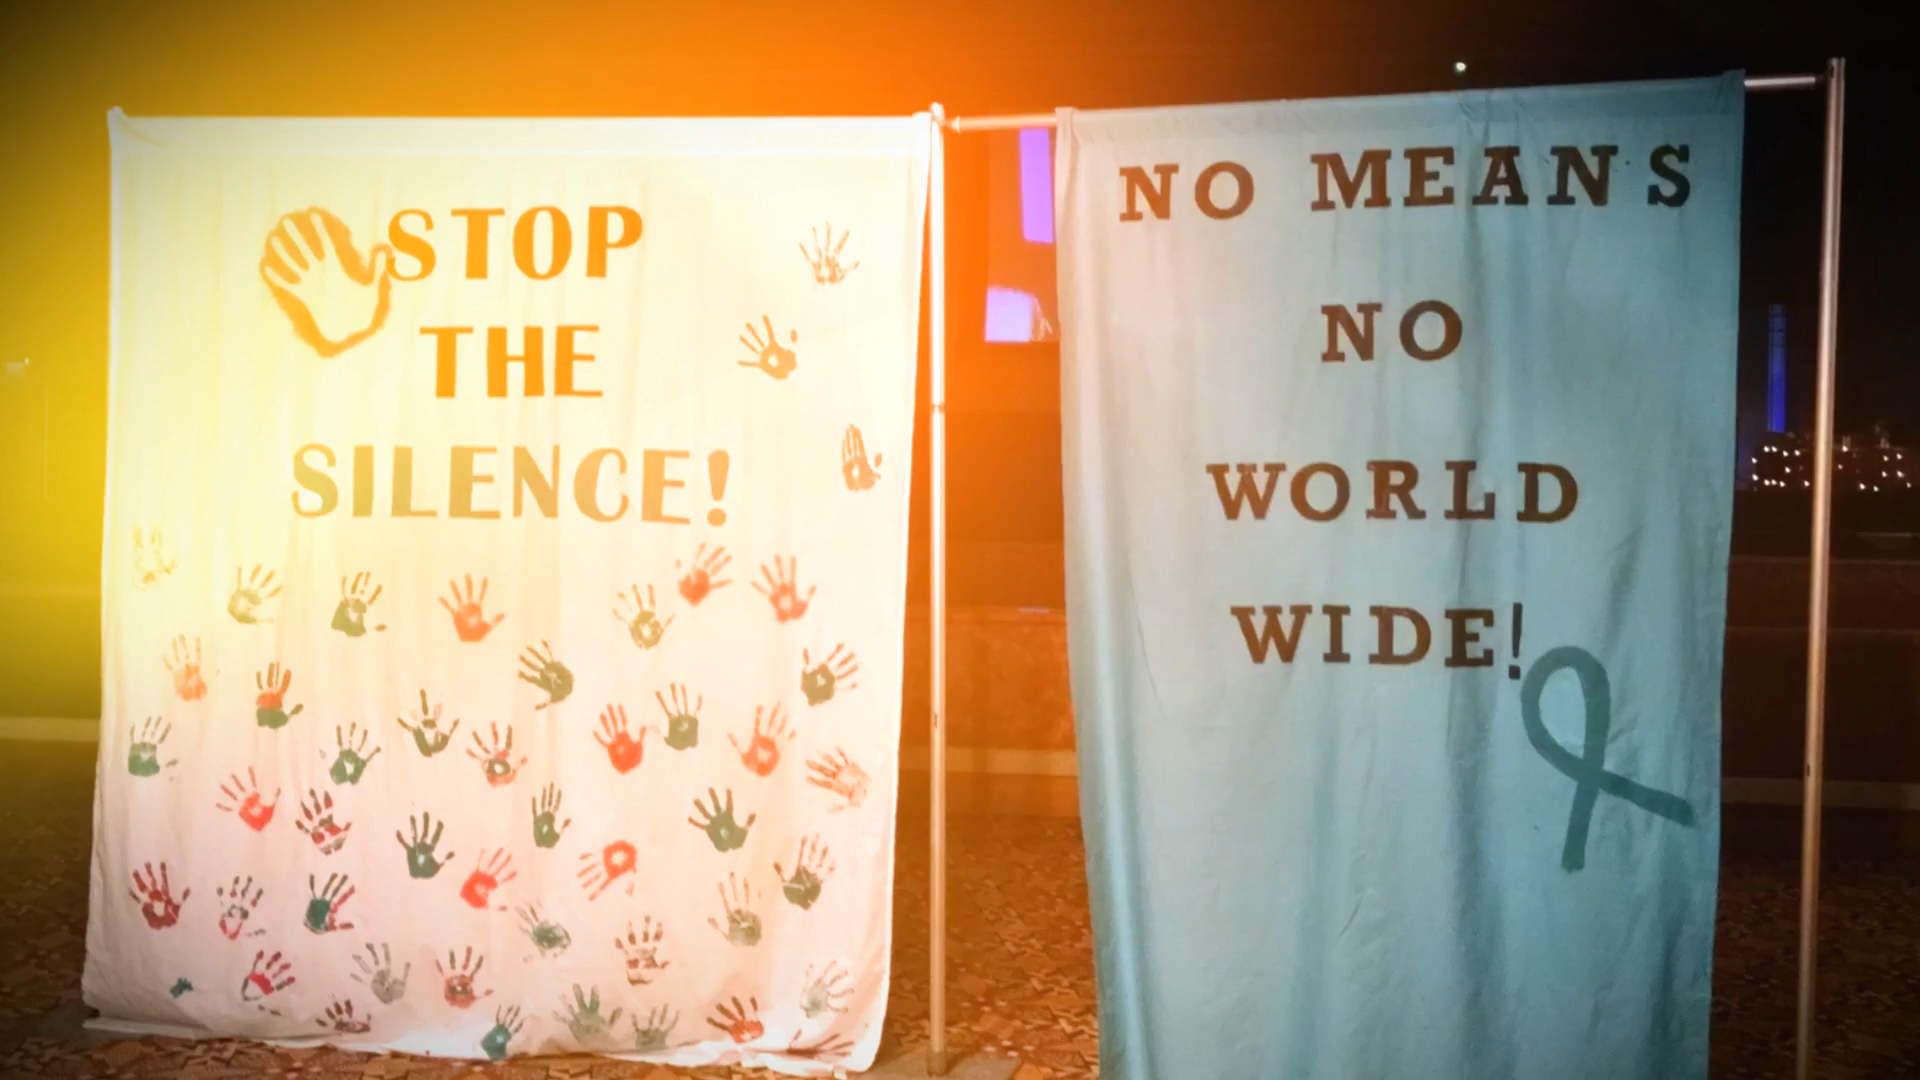 STOP
THE
SILENCE!
NO MEANS
NO
WORLD
WIDE!